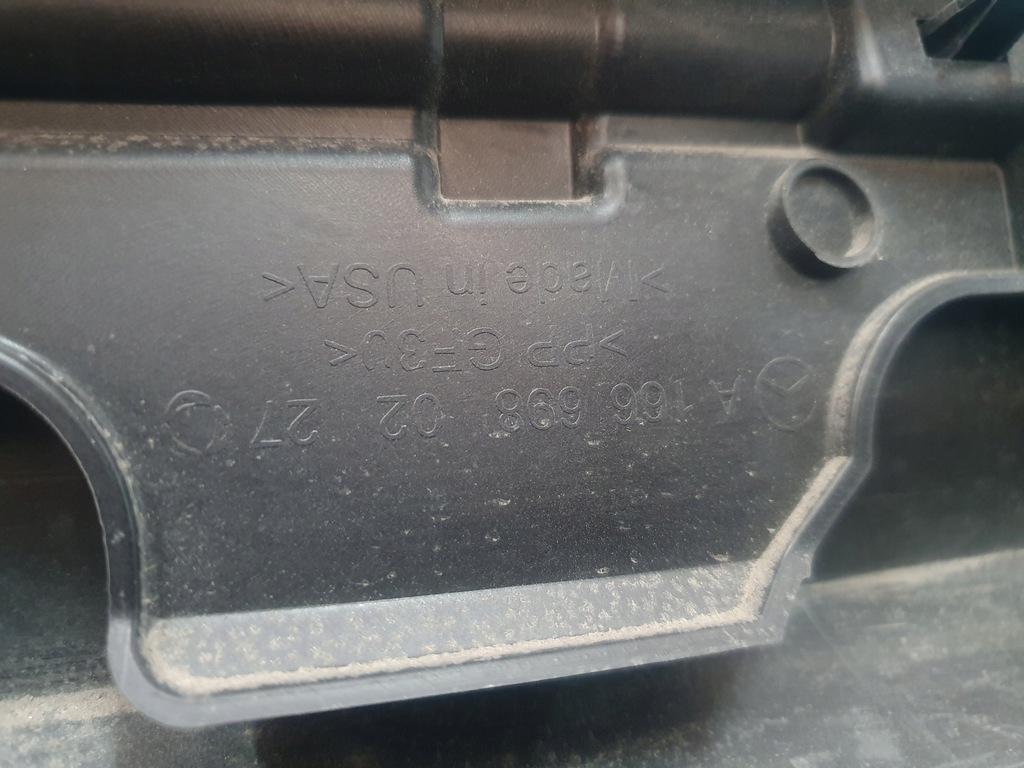 A 166 698 02 27
>PP GF30<
>Made in USA<